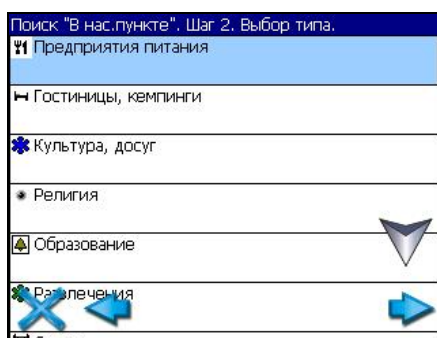 Поиск "В нас.пункте". Шаг 2. Выбор типа.
Предприятия питания
Гостиницы, кемпинги
Культура, досуг
Религия
Образование
Развлечения